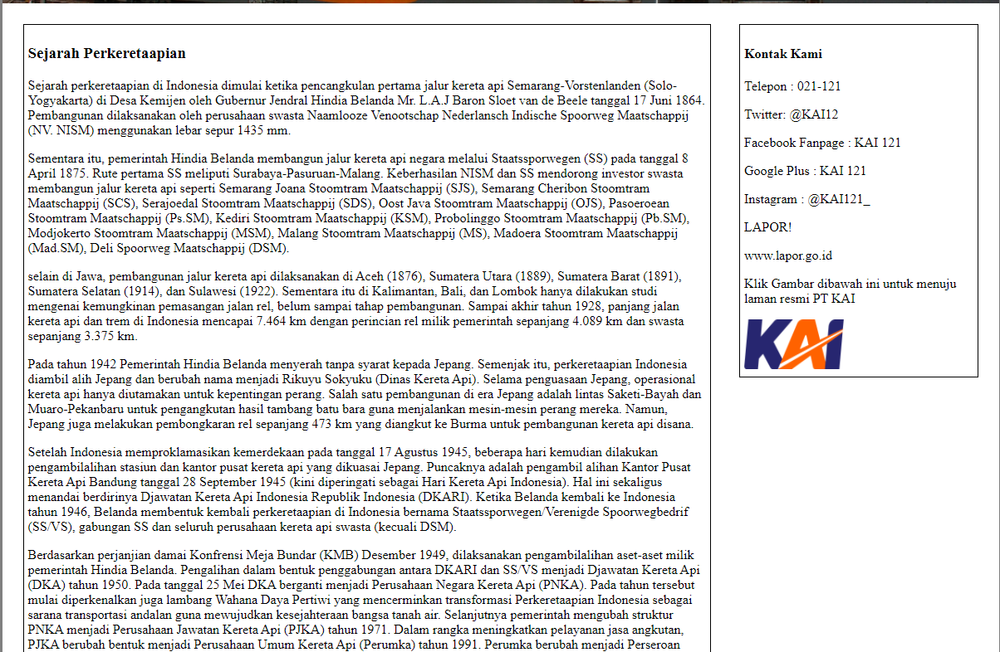 Sejarah Perkeretaapian
Sejarah perkeretaapian di Indonesia dimulai ketika pencangkulan pertama jalur kereta api Semarang-Vorstenlanden (Solo-
Yogyakarta) di Desa Kemijen oleh Gubernur Jendral Hindia Belanda Mr. L.A.J Baron Sloet van de Beele tanggal 17 Juni 1864.
Pembangunan dilaksanakan oleh perusahaan swasta Naamlooze Venootschap Nederlansch Indische Spoorweg Maatschappij
(NV. NISM) menggunakan lebar sepur 1435 mm.
Sementara itu, pemerintah Hindia Belanda membangun jalur kereta api negara melalui Staatssporwegen (SS) pada tanggal 8
April 1875. Rute pertama SS meliputi Surabaya-Pasuruan-Malang. Keberhasilan NISM dan SS mendorong investor swasta
membangun jalur kereta api seperti Semarang Joana Stoomtram Maatschappij (SJS), Semarang Cheribon Stoomtram
Maatschappij (SCS), Serajoedal Stoomtram Maatschappij (SDS), Oost Java Stoomtram Maatschappij (OJS), Pasoeroean
Stoomtram Maatschappij (Ps.SM), Kediri Stoomtram Maatschappij (KSM), Probolinggo Stoomtram Maatschappij (Pb.SM),
Modjokerto Stoomtram Maatschappij (MSM), Malang Stoomtram Maatschappij (MS), Madoera Stoomtram Maatschappij
(Mad.SM), Deli Spoorweg Maatschappij (DSM).
selain di Jawa, pembangunan jalur kereta api dilaksanakan di Aceh (1876), Sumatera Utara (1889), Sumatera Barat (1891),
Sumatera Selatan (1914), dan Sulawesi (1922). Sementara itu di Kalimantan, Bali, dan Lombok hanya dilakukan studi
mengenai kemungkinan pemasangan jalan rel, belum sampai tahap pembangunan. Sampai akhir tahun 1928, panjang jalan
kereta api dan trem di Indonesia mencapai 7.464 km dengan perincian rel milik pemerintah sepanjang 4.089 km dan swasta
sepanjang 3.375 km.
Pada tahun 1942 Pemerintah Hindia Belanda menyerah tanpa syarat kepada Jepang. Semenjak itu, perkeretaapian Indonesia
diambil alih Jepang dan berubah nama menjadi Rikuyu Sokyuku (Dinas Kereta Api). Selama penguasaan Jepang, operasional
kereta api hanya diutamakan untuk kepentingan perang. Salah satu pembangunan di era Jepang adalah lintas Saketi-Bayah dan
Muaro-Pekanbaru untuk pengangkutan hasil tambang batu bara guna menjalankan mesin-mesin perang mereka. Namun,
Jepang juga melakukan pembongkaran rel sepanjang 473 km yang diangkut ke Burma untuk pembangunan kereta api disana.
Setelah Indonesia memproklamasikan kemerdekaan pada tanggal 17 Agustus 1945, beberapa hari kemudian dilakukan
pengambilalihan stasiun dan kantor pusat kereta api yang dikuasai Jepang. Puncaknya adalah pengambil alihan Kantor Pusat
Kereta Api Bandung tanggal 28 September 1945 (kini diperingati sebagai Hari Kereta Api Indonesia). Hal ini sekaligus
menandai berdirinya Djawatan Kereta Api Indonesia Republik Indonesia (DKARI). Ketika Belanda kembali ke Indonesia
tahun 1946, Belanda membentuk kembali perkeretaapian di Indonesia bernama Staatssporwegen/Verenigde Spoorwegbedrif
(SS/VS), gabungan SS dan seluruh perusahaan kereta api swasta (kecuali DSM).
Berdasarkan perjanjian damai Konfrensi Meja Bundar (KMB) Desember 1949, dilaksanakan pengambilalihan aset-aset milik
pemerintah Hindia Belanda. Pengalihan dalam bentuk penggabungan antara DKARI dan SS/VS menjadi Djawatan Kereta Api
(DKA) tahun 1950. Pada tanggal 25 Mei DKA berganti menjadi Perusahaan Negara Kereta Api (PNKA). Pada tahun tersebut
mulai diperkenalkan juga lambang Wahana Daya Pertiwi yang mencerminkan transformasi Perkeretaapian Indonesia sebagai
sarana transportasi andalan guna mewujudkan kesejahteraan bangsa tanah air. Selanjutnya pemerintah mengubah struktur
PNKA menjadi Perusahaan Jawatan Kereta Api (PJKA) tahun 1971. Dalam rangka meningkatkan pelayanan jasa angkutan,
PJKA berubah bentuk menjadi Perusahaan Umum Kereta Api (Perumka) tahun 1991. Perumka berubah menjadi Perseroan
Kontak Kami
Telepon : 021-121
Twitter: @KAI12
Facebook Fanpage : KAI 121
Google Plus : KAI 121
Instagram : @KAI121_
LAPOR!
www.lapor.go.id
Klik Gambar dibawah ini untuk menuju
laman resmi PT KAI
KAI